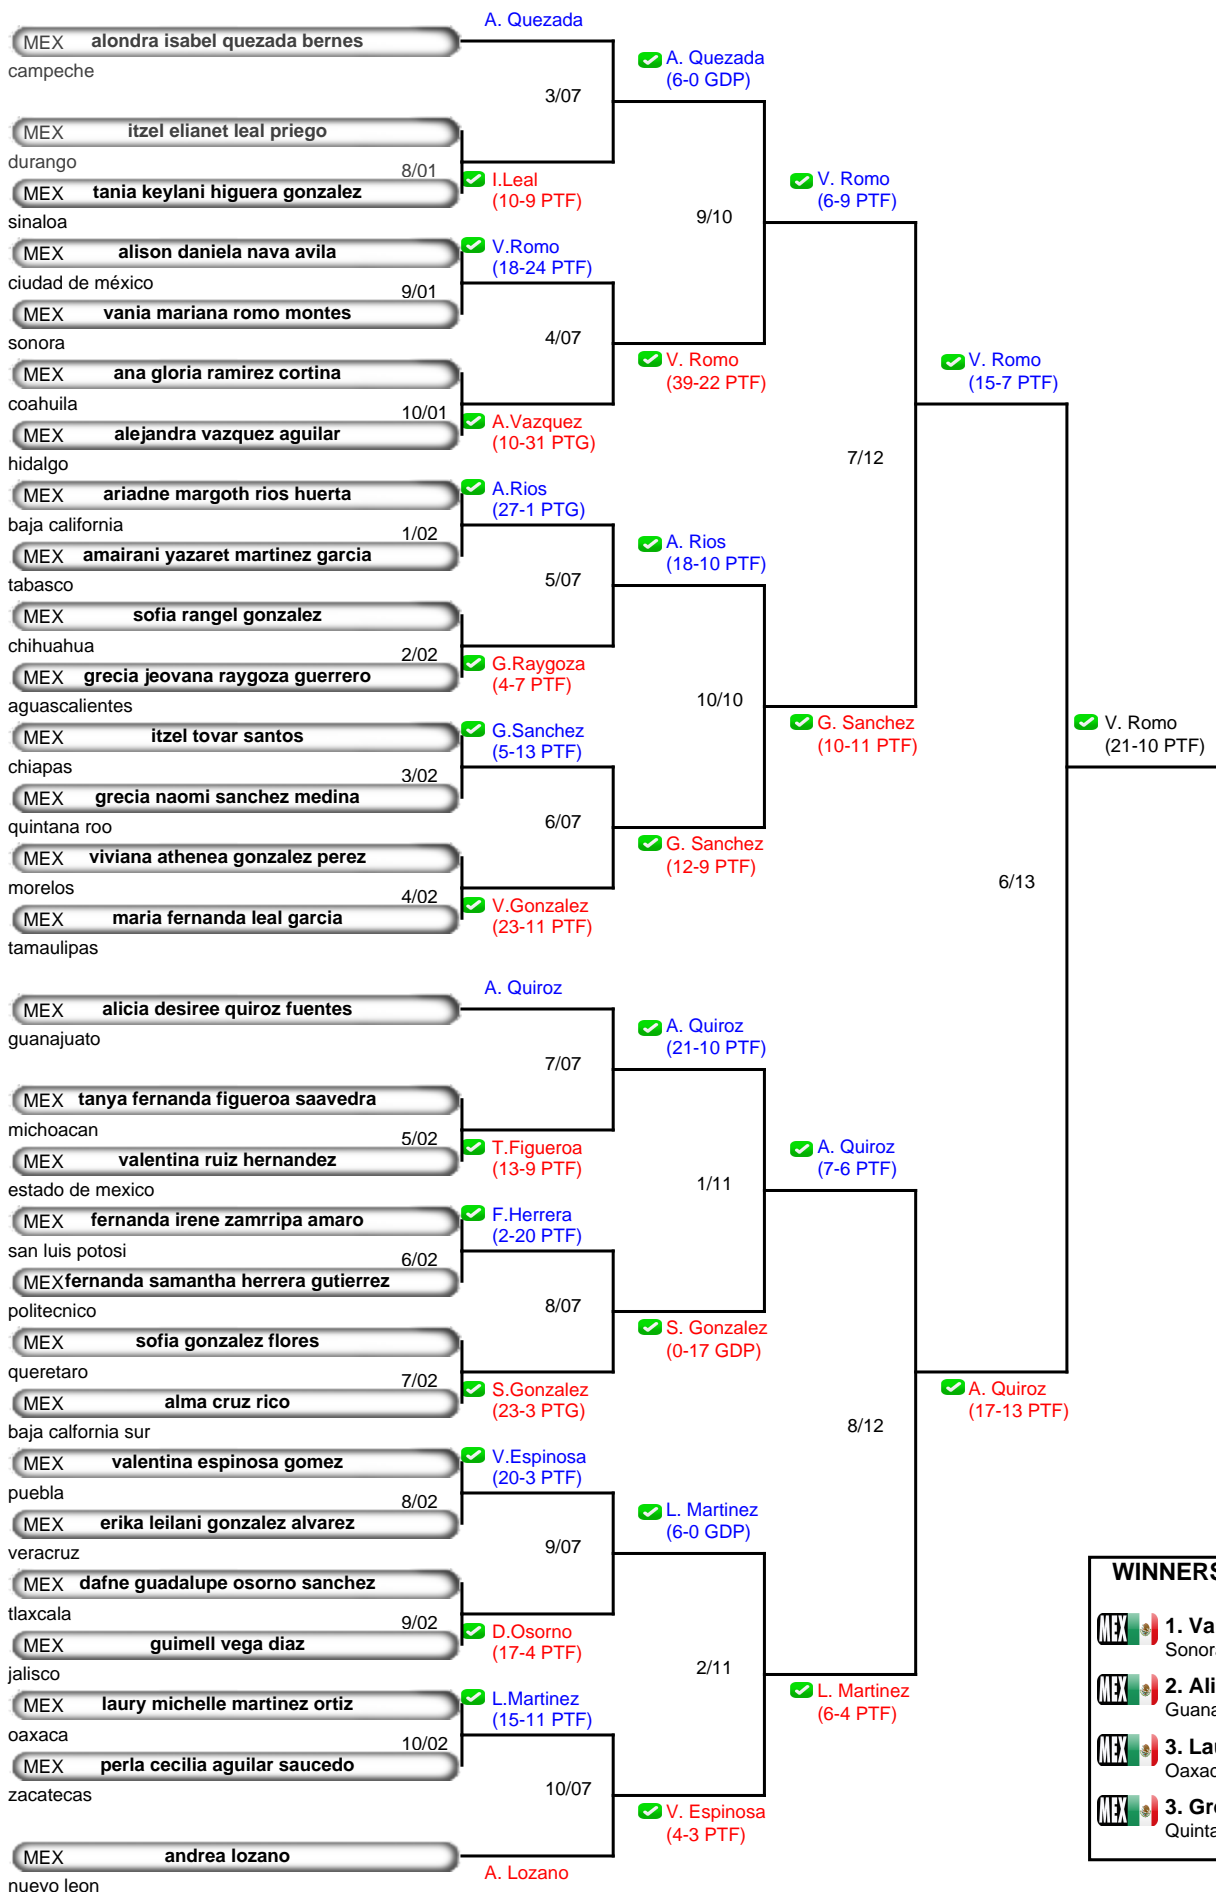 A. Quezada
MEX alondra isabel quezada bernes
campeche
A. Quezada
(6-0 GDP)
3/07
MEX itzel elianet leal priego
durango
8/01
MEX tania keylani higuera gonzalez
sinaloa
I.Leal
(10-9 PTF)
V. Romo
(6-9 PTF)
9/10
MEX alison daniela nava avila
ciudad de méxico
V.Romo
(18-24 PTF)
9/01
MEX vania mariana romo montes
sonora
4/07
V. Romo
(39-22 PTF)
V. Romo
(15-7 PTF)
MEX ana gloria ramirez cortina
coahuila
10/01
MEX alejandra vazquez aguilar
hidalgo
A.Vazquez
(10-31 PTG)
7/12
MEX ariadne margoth rios huerta
baja california
A.Rios
(27-1 PTG)
1/02
MEX amairani yazaret martinez garcia
tabasco
A. Rios
(18-10 PTF)
5/07
MEX sofia rangel gonzalez
chihuahua
2/02
MEX grecia jeovana raygoza guerrero
aguascalientes
G.Raygoza
(4-7 PTF)
10/10
G. Sanchez
(10-11 PTF)
V. Romo
(21-10 PTF)
MEX itzel tovar santos
chiapas
G.Sanchez
(5-13 PTF)
3/02
MEX grecia naomi sanchez medina
quintana roo
6/07
G. Sanchez
(12-9 PTF)
MEX viviana athenea gonzalez perez
morelos
4/02
MEX maria fernanda leal garcia
tamaulipas
V.Gonzalez
(23-11 PTF)
6/13
A. Quiroz
MEX alicia desiree quiroz fuentes
guanajuato
A. Quiroz
(21-10 PTF)
7/07
MEX tanya fernanda figueroa saavedra
michoacan
5/02
MEX valentina ruiz hernandez
estado de mexico
T.Figueroa
(13-9 PTF)
A. Quiroz
(7-6 PTF)
1/11
MEX fernanda irene zamrripa amaro
san luis potosi
F.Herrera
(2-20 PTF)
6/02
MEX fernanda samantha herrera gutierrez
politecnico
8/07
S. Gonzalez
(0-17 GDP)
MEX sofia gonzalez flores
queretaro
7/02
MEX alma cruz rico
baja calfornia sur
S.Gonzalez
(23-3 PTG)
A. Quiroz
(17-13 PTF)
8/12
MEX valentina espinosa gomez
puebla
V.Espinosa
(20-3 PTF)
8/02
MEX erika leilani gonzalez alvarez
veracruz
L. Martinez
(6-0 GDP)
9/07
MEX dafne guadalupe osorno sanchez
tlaxcala
9/02
MEX guimell vega diaz
jalisco
D.Osorno
(17-4 PTF)
2/11
L. Martinez
(6-4 PTF)
MEX laury michelle martinez ortiz
oaxaca
L.Martinez
(15-11 PTF)
10/02
MEX perla cecilia aguilar saucedo
zacatecas
10/07
V. Espinosa
(4-3 PTF)
MEX andrea lozano
nuevo leon
A. Lozano
WINNERS
MEX 1. Va
Sonora
MEX 2. Ali
Guana
MEX 3. Lau
Oaxac
MEX 3. Gre
Quinta